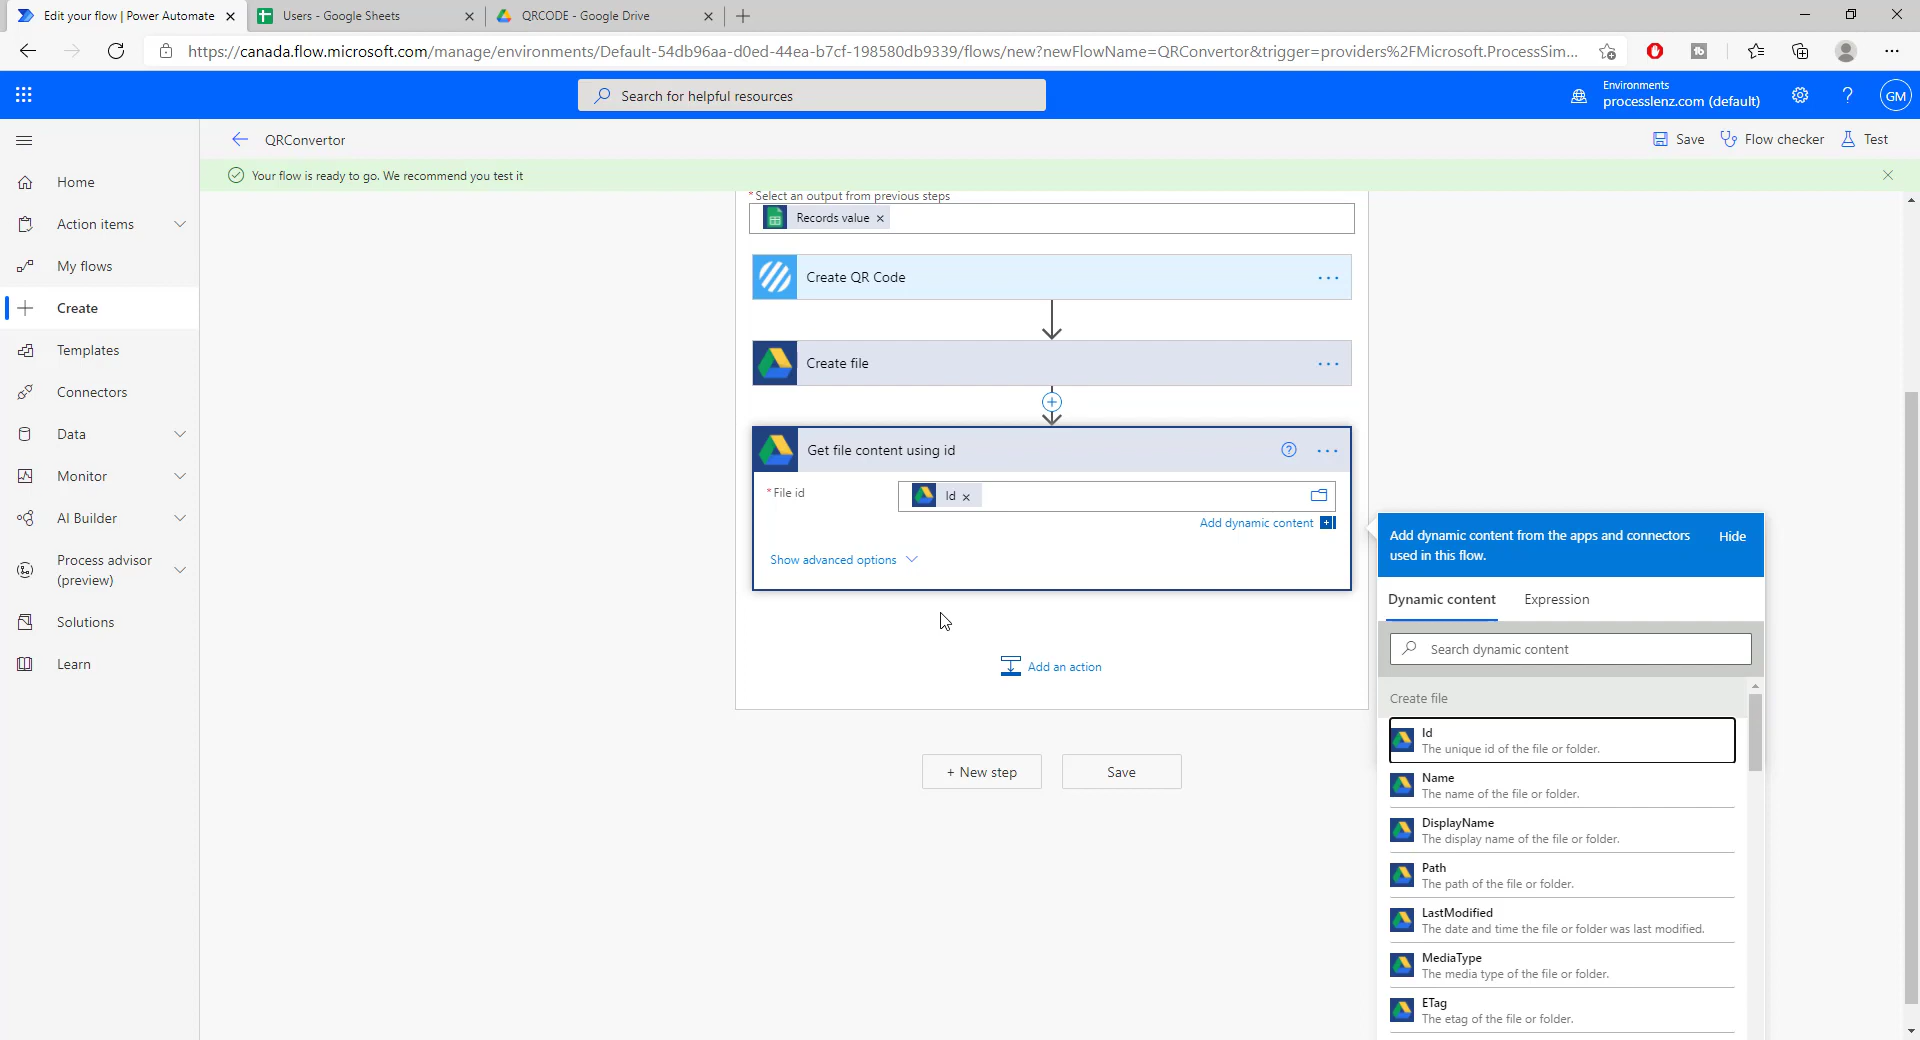 Edit your flow | Power Automate
Users - Google Sheets
QRCODE - Google Drive
https://canada.flow.microsoft.com/manage/environments/Default-54db96aa-d0ed-44ea-b7cf-198580db9339/flows/new?newFlowName=QRConvertor&trigger=providers%2FMicrosoft.ProcessSim...
Search for helpful resources
Environments
processlenz.com (default)
GM
QRConvertor
Save
Flow checker
Test
Your flow is ready to go. We recommend you test it
Home
Action items
My flows
Create
Templates
Connectors
Data
Monitor
AI Builder
Process advisor
(preview)
Solutions
Learn
* Select an output from previous steps
Records value
Create QR Code
Create file
Get file content using id
* File id
Id
Add dynamic content
Show advanced options
Add an action
+ New step
Save
Add dynamic content from the apps and connectors
used in this flow.
Hide
Dynamic content
Expression
Search dynamic content
Create file
Id
The unique id of the file or folder.
Name
The name of the file or folder.
DisplayName
The display name of the file or folder.
Path
The path of the file or folder.
LastModified
The date and time the file or folder was last modified.
MediaType
The media type of the file or folder.
ETag
The etag of the file or folder.